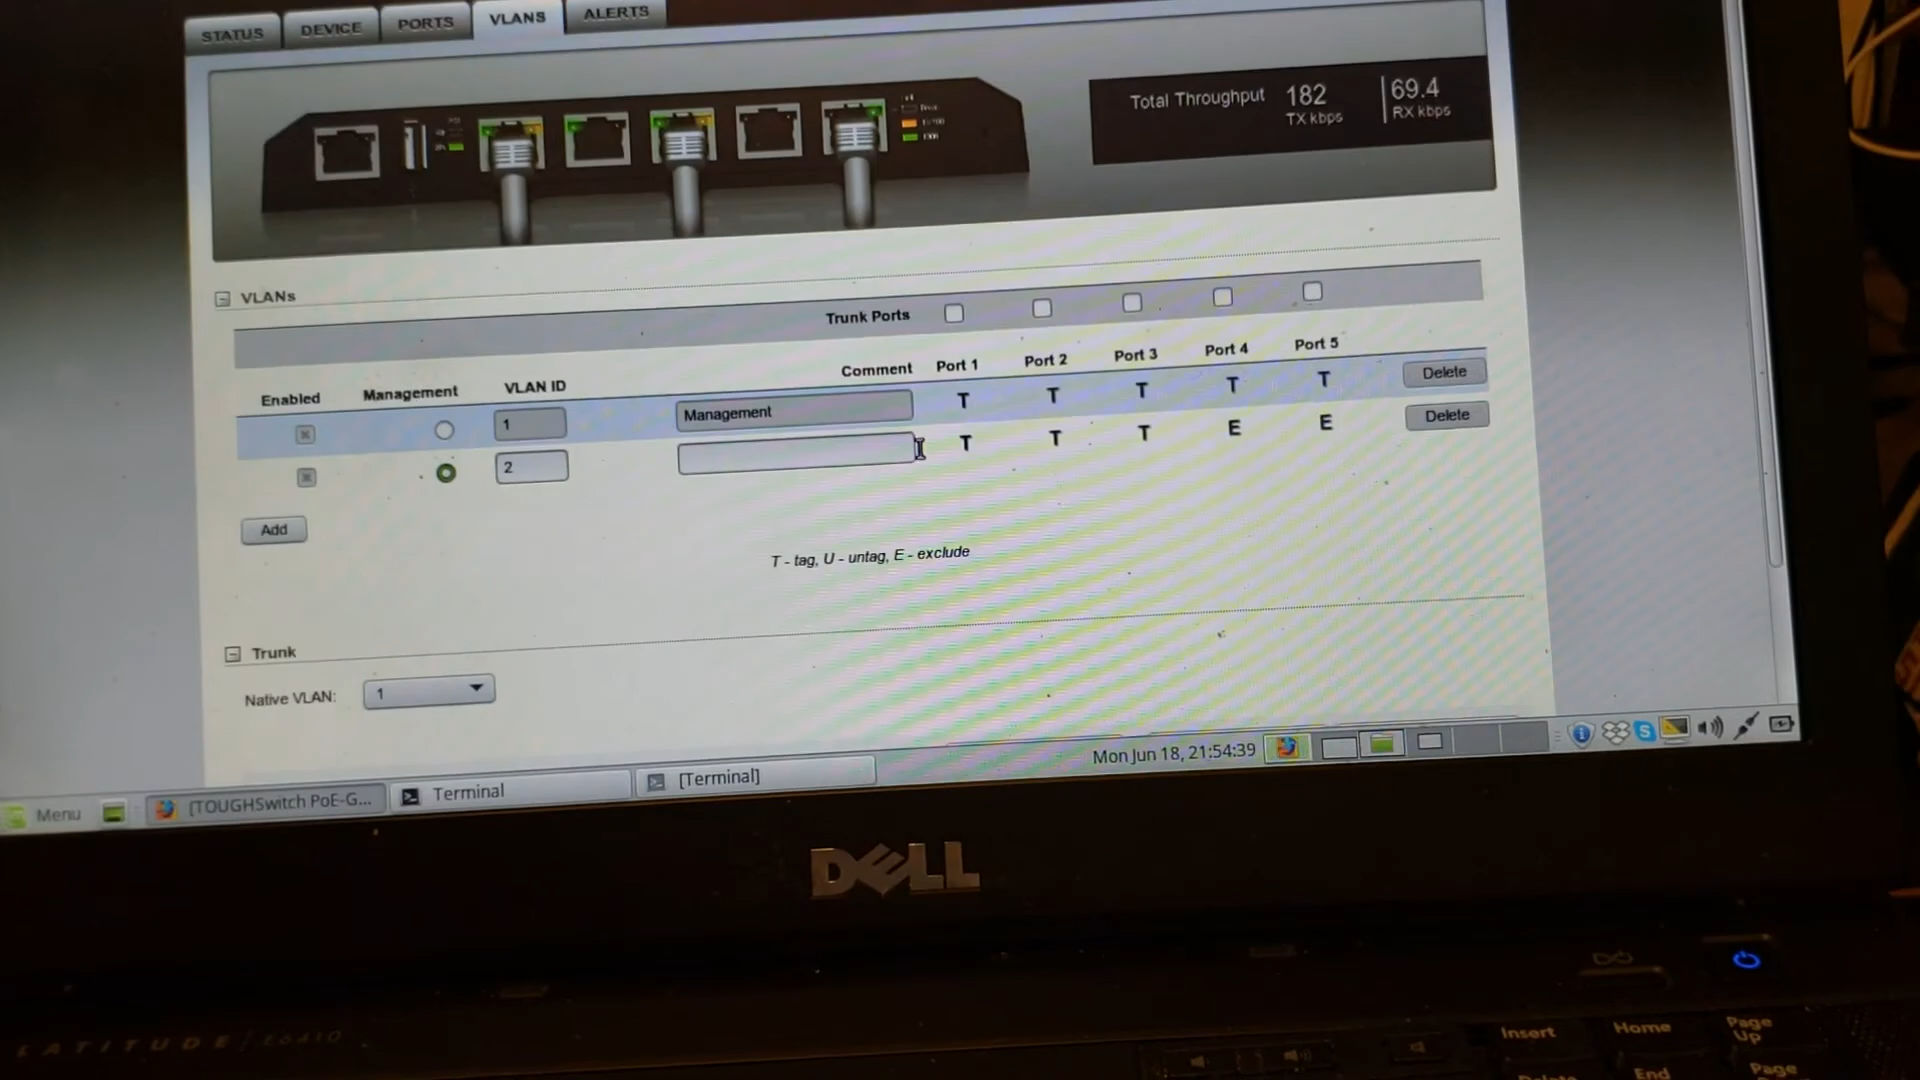 STATUS DEVICE PORTS VLANS ALERTS
Total Throughput 182 69.4
TX kbps RX kbps
VLANs
Trunk Ports
Enabled Management VLAN ID Comment Port 1 Port 2 Port 3 Port 4 Port 5
1 Management T T T T T Delete
2 T T T E E Delete
Add
T - tag, U - untag, E - exclude
Trunk
Native VLAN: 1
Mon Jun 18, 21:54:39
Menu [TOUGHSwitch PoE-G... Terminal [Terminal]
DELL
LATITUDE E6410
Insert Home Page Up
Delete End Page